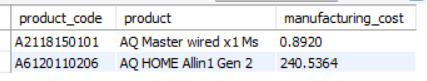 product_code product manufacturing_cost
A2118150101 AQ Master wired x1 Ms 0.8920
A6120110206 AQ HOME Allin1 Gen 2 240.5364